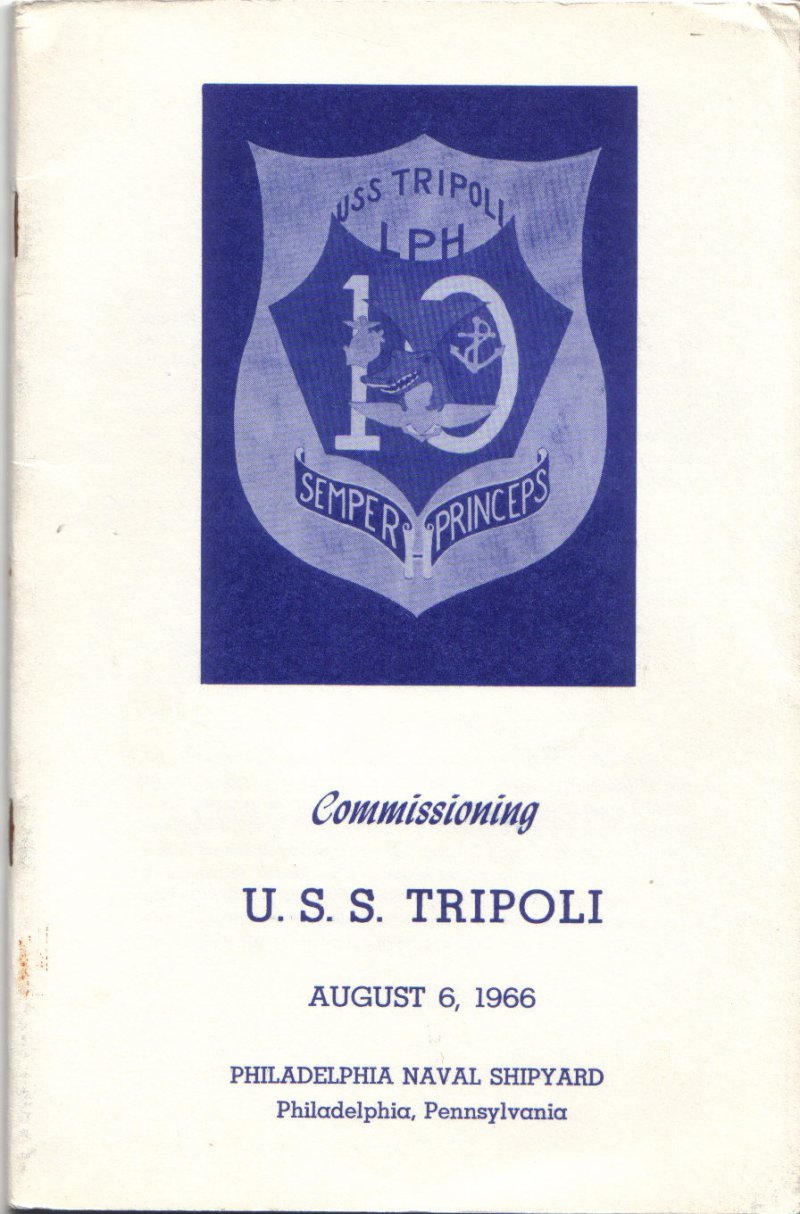 USS TRIPOLI
LPH
10
SEMPER PRINCEPS
Commissioning
U. S. S. TRIPOLI
AUGUST 6, 1966
PHILADELPHIA NAVAL SHIPYARD
Philadelphia, Pennsylvania